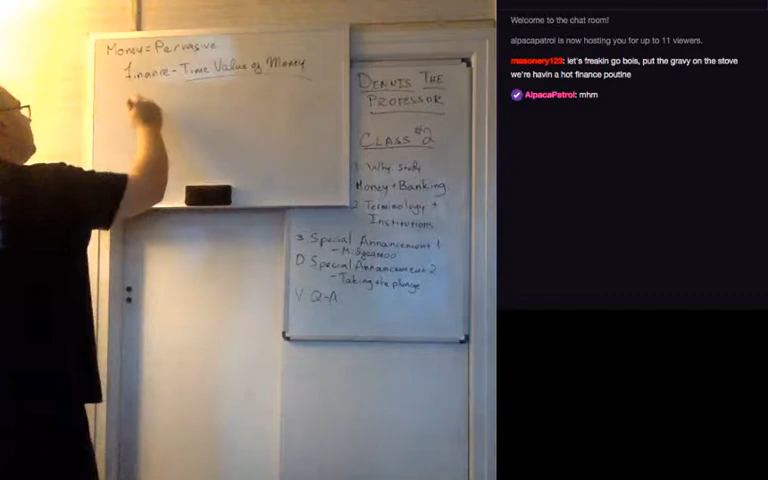 Money = Pervasive
Finance - Time Value of Money
DENNIS THE
PROFESSOR
CLASS #2
1. Why study
Money + Banking
2 Terminology +
Institutions
3 Special Annancement 1
D Special Annancement 2
- Taking the plunge
V Q-A
Welcome to the chat room!
alpacapatrol is now hosting you for up to 11 viewers.
masonery123: let's freakin go bois, put the gravy on the stove
we're havin a hot finance poutine
AlpacaPatrol: mhm